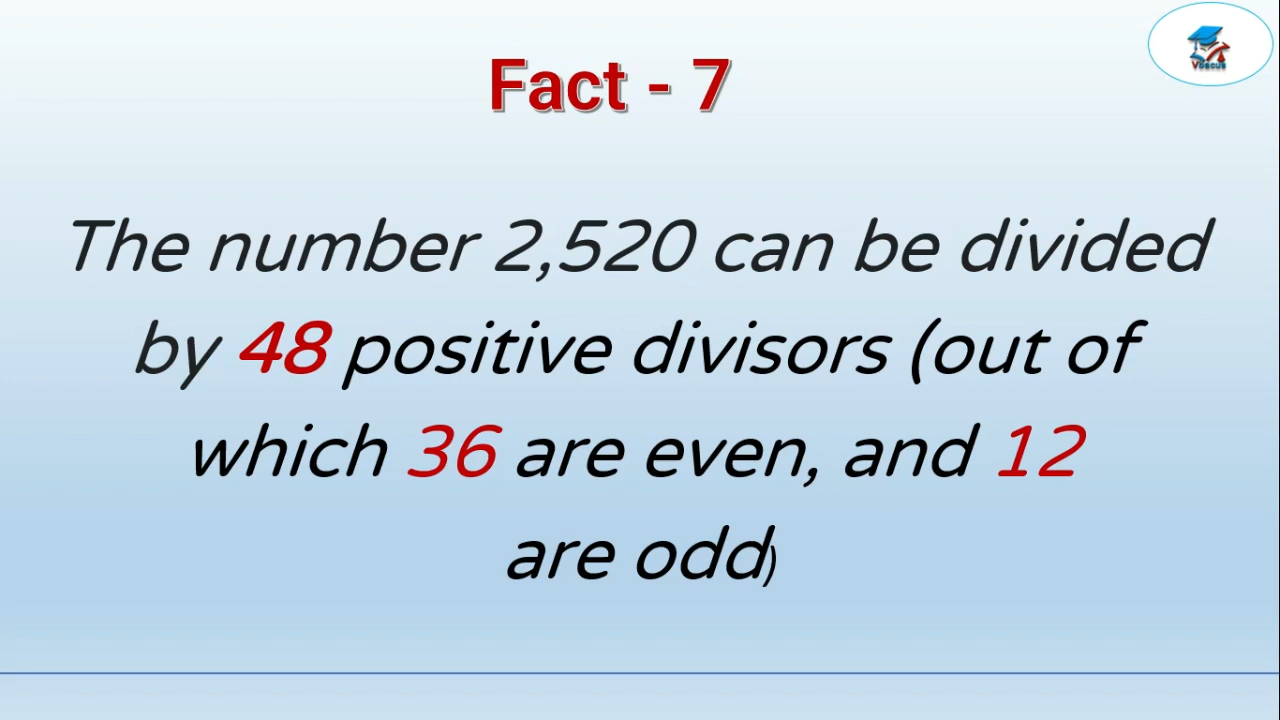 Fact - 7
Vbscus
The number 2,520 can be divided
by 48 positive divisors (out of
which 36 are even, and 12
are odd)